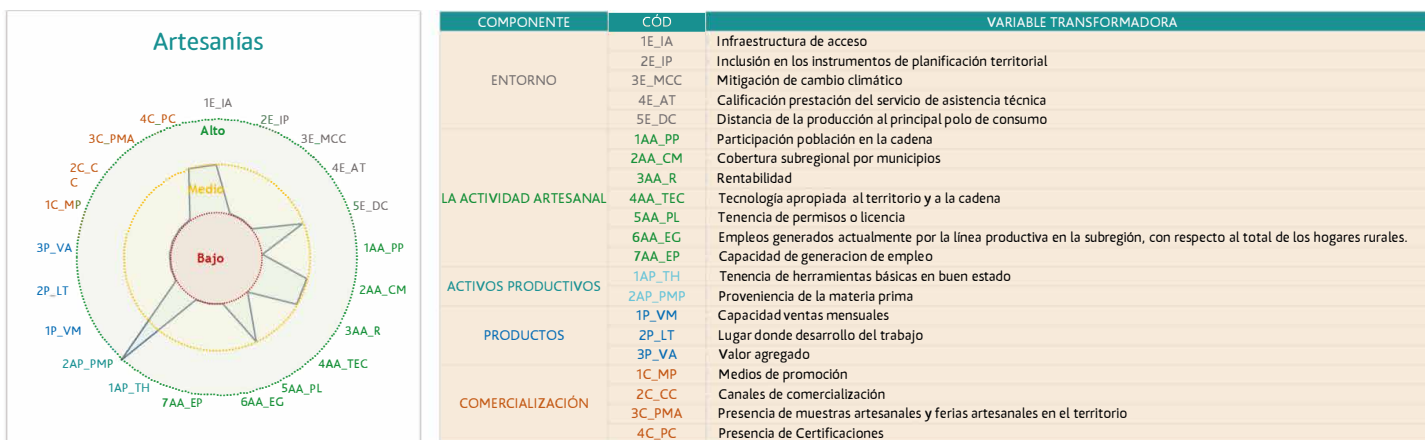 Artesanías
1E_IA
2E_IP
3E_MCC
4E_AT
5E_DC
1AA_PP
2AA_CM
3AA_R
4AA_TEC
5AA_PL
6AA_EG
7AA_EP
1AP_TH
2AP_PMP
1P_VM
2P_LT
3P_VA
1C_MP
2C_C
C
3C_PMA
4C_PC
Alto
Medio
Bajo
COMPONENTE CÓD VARIABLE TRANSFORMADORA
ENTORNO
1E_IA Infraestructura de acceso
2E_IP Inclusión en los instrumentos de planificación territorial
3E_MCC Mitigación de cambio climático
4E_AT Calificación prestación del servicio de asistencia técnica
5E_DC Distancia de la producción al principal polo de consumo
LA ACTIVIDAD ARTESANAL
1AA_PP Participación población en la cadena
2AA_CM Cobertura subregional por municipios
3AA_R Rentabilidad
4AA_TEC Tecnología apropiada al territorio y a la cadena
5AA_PL Tenencia de permisos o licencia
6AA_EG Empleos generados actualmente por la línea productiva en la subregión, con respecto al total de los hogares rurales.
7AA_EP Capacidad de generacion de empleo
ACTIVOS PRODUCTIVOS
1AP_TH Tenencia de herramientas básicas en buen estado
2AP_PMP Proveniencia de la materia prima
PRODUCTOS
1P_VM Capacidad ventas mensuales
2P_LT Lugar donde desarrollo del trabajo
3P_VA Valor agregado
COMERCIALIZACIÓN
1C_MP Medios de promoción
2C_CC Canales de comercialización
3C_PMA Presencia de muestras artesanales y ferias artesanales en el territorio
4C_PC Presencia de Certificaciones